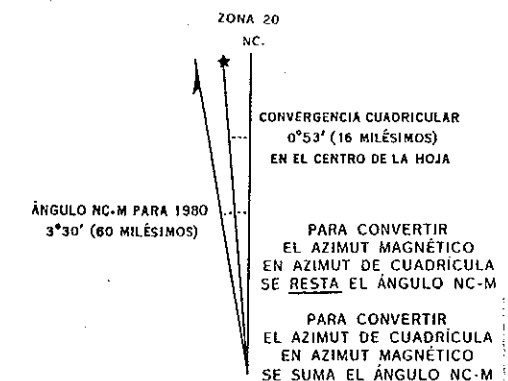 ZONA 20
NC.
CONVERGENCIA CUADRICULAR
0°53' (16 MILÉSIMOS)
EN EL CENTRO DE LA HOJA
ÁNGULO NC-M PARA 1980
3°30' (60 MILÉSIMOS)
PARA CONVERTIR
EL AZIMUT MAGNÉTICO
EN AZIMUT DE CUADRÍCULA
SE RESTA EL ÁNGULO NC-M
PARA CONVERTIR
EL AZIMUT DE CUADRÍCULA
EN AZIMUT MAGNÉTICO
SE SUMA EL ÁNGULO NC-M